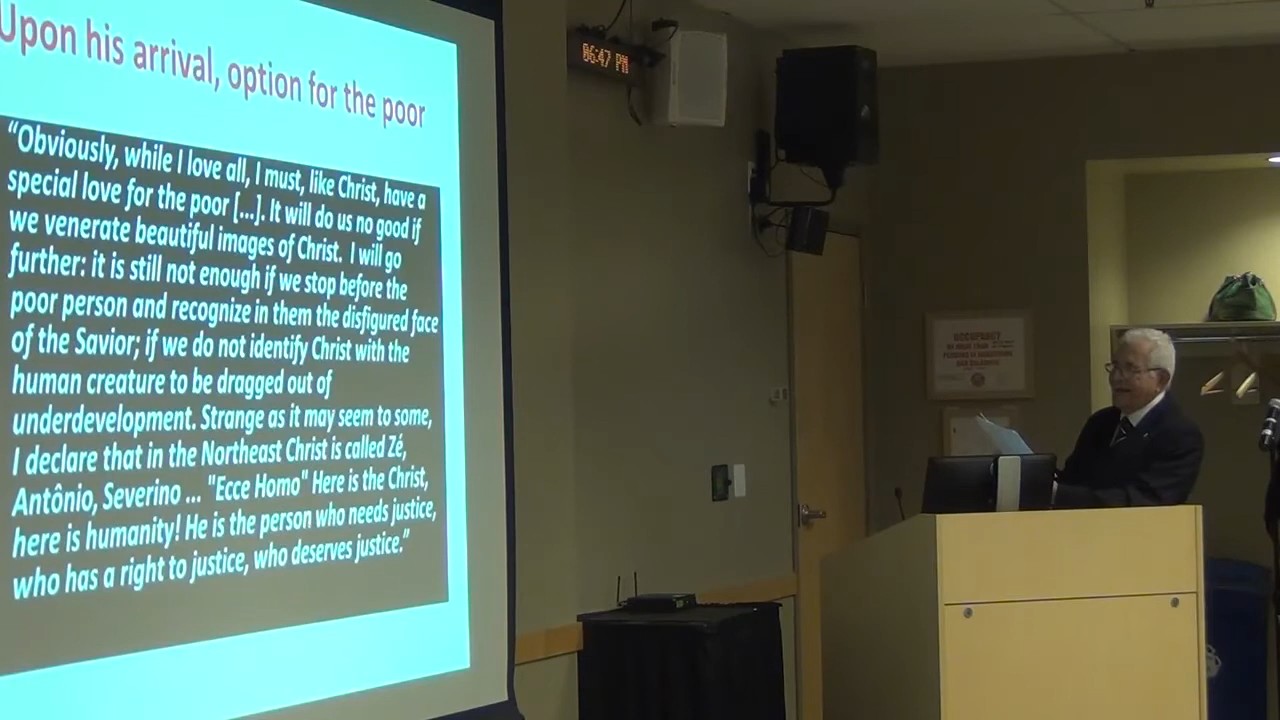 Upon his arrival, option for the poor
“Obviously, while I love all, I must, like Christ, have a
special love for the poor [...]. It will do us no good if
we venerate beautiful images of Christ. I will go
further: it is still not enough if we stop before the
poor person and recognize in them the disfigured face
of the Savior; if we do not identify Christ with the
human creature to be dragged out of
underdevelopment. Strange as it may seem to some,
I declare that in the Northeast Christ is called Zé,
Antônio, Severino ... "Ecce Homo" Here is the Christ,
here is humanity! He is the person who needs justice,
who has a right to justice, who deserves justice.”
06:47 PM
OCCUPANCY